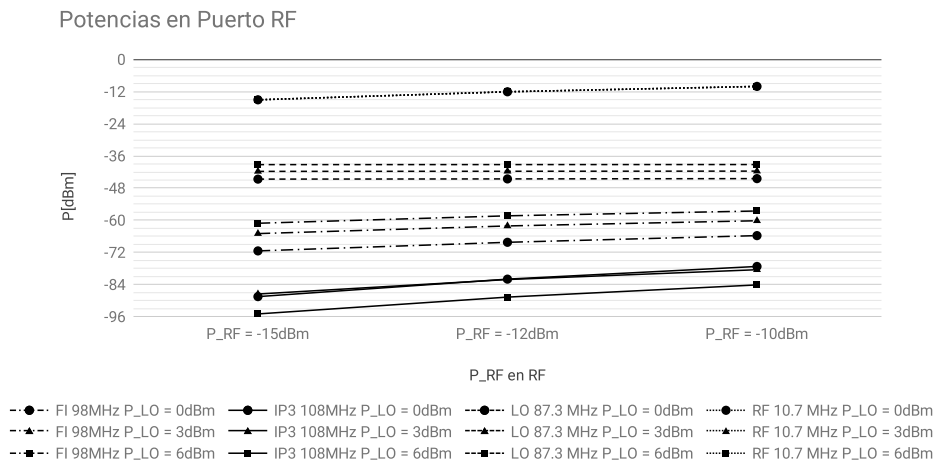 Potencias en Puerto RF
0
-12
-24
-36
-48
-60
-72
-84
-96
P[dBm]
P_RF = -15dBm P_RF = -12dBm P_RF = -10dBm
P_RF en RF
FI 98MHz P_LO = 0dBm IP3 108MHz P_LO = 0dBm LO 87.3 MHz P_LO = 0dBm RF 10.7 MHz P_LO = 0dBm
FI 98MHz P_LO = 3dBm IP3 108MHz P_LO = 3dBm LO 87.3 MHz P_LO = 3dBm RF 10.7 MHz P_LO = 3dBm
FI 98MHz P_LO = 6dBm IP3 108MHz P_LO = 6dBm LO 87.3 MHz P_LO = 6dBm RF 10.7 MHz P_LO = 6dBm